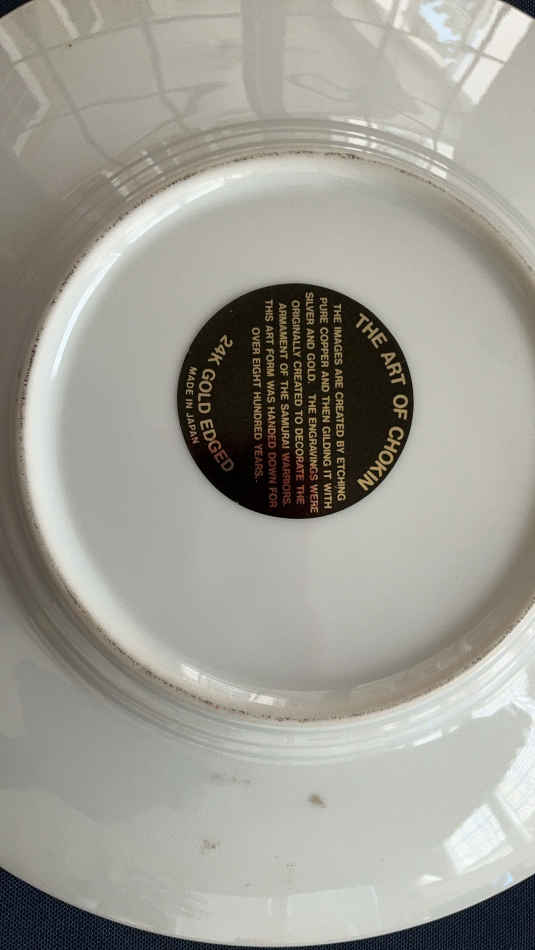 THE ART OF CHOKIN
THE IMAGES ARE CREATED BY ETCHING
PURE COPPER AND THEN GILDING IT WITH
SILVER AND GOLD. THE ENGRAVINGS WERE
ORIGINALLY CREATED TO DECORATE THE
ARMAMENT OF THE SAMURAI WARRIORS.
THIS ART FORM WAS HANDED DOWN FOR
OVER EIGHT HUNDRED YEARS..
24K GOLD EDGED
MADE IN JAPAN